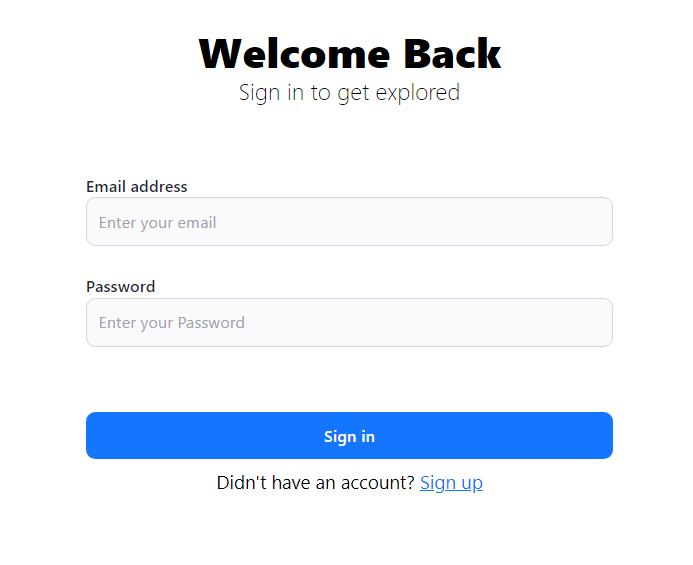 Welcome Back
Sign in to get explored
Email address
Enter your email
Password
Enter your Password
Sign in
Didn't have an account? Sign up